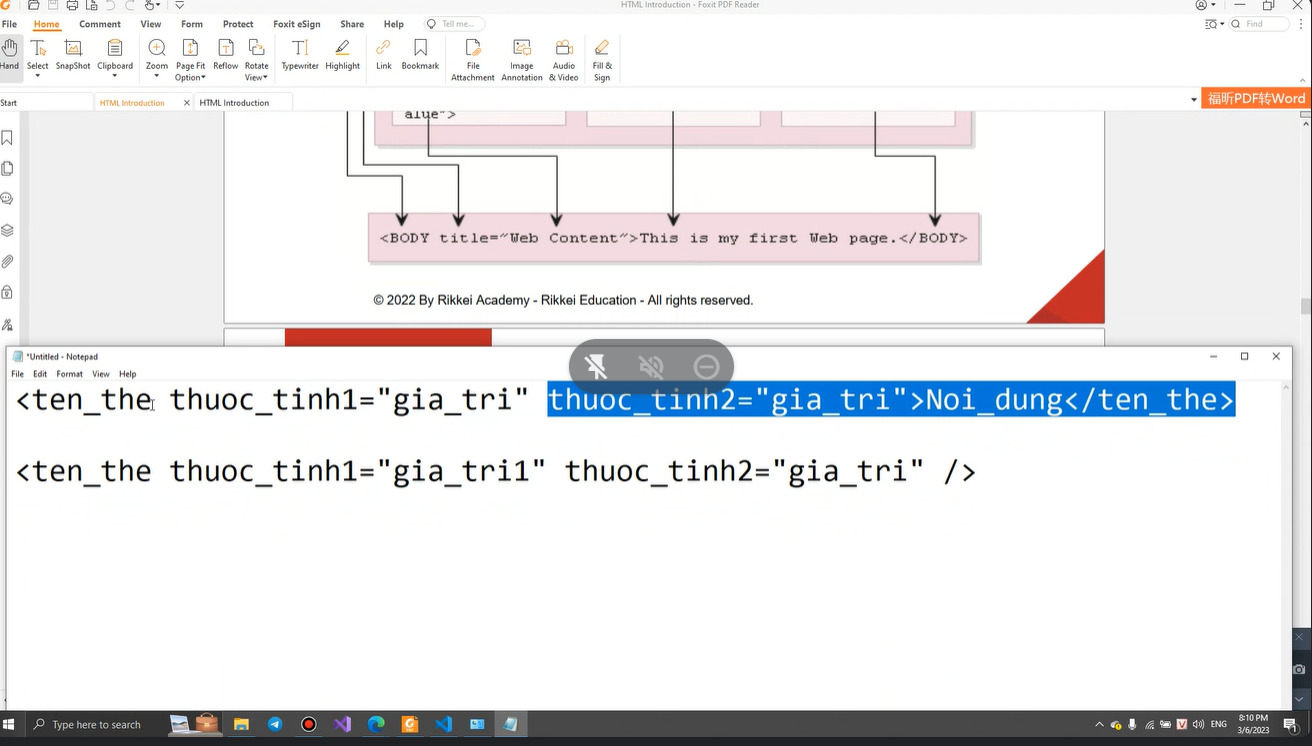 HTML Introduction - Foxit PDF Reader
File Home Comment View Form Protect Foxit eSign Share Help Tell me... Find
Hand Select SnapShot Clipboard Zoom Page Fit Option Reflow Rotate View Typewriter Highlight Link Bookmark File Attachment Image Annotation Audio & Video Fill & Sign
Start HTML Introduction HTML Introduction 福昕PDF转Word
alue">
<BODY title="Web Content">This is my first Web page.</BODY>
© 2022 By Rikkei Academy - Rikkei Education - All rights reserved.
*Untitled - Notepad
File Edit Format View Help
<ten_the thuoc_tinh1="gia_tri" thuoc_tinh2="gia_tri">Noi_dung</ten_the>
<ten_the thuoc_tinh1="gia_tri1" thuoc_tinh2="gia_tri" />
Type here to search V ENG 8:10 PM
3/6/2023 1